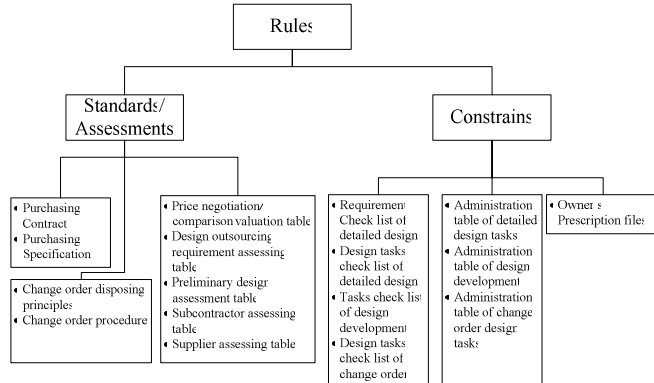 Rules
Standards/
Assessments
Constrains
• Purchasing
Contract
• Purchasing
Specification
• Change order disposing
principles
• Change order procedure
• Price negotiation/
comparison valuation table
• Design outsourcing
requirement assessing
table
• Preliminary design
assessment table
• Subcontractor assessing
table
• Supplier assessing table
• Requirement
Check list of
detailed design
• Design tasks
check list of
detailed design
• Tasks check list
of design
development
• Design tasks
check list of
change order
• Administration
table of detailed
design tasks
• Administration
table of design
development
• Administration
table of change
order design
tasks
• Owner s
Prescription files